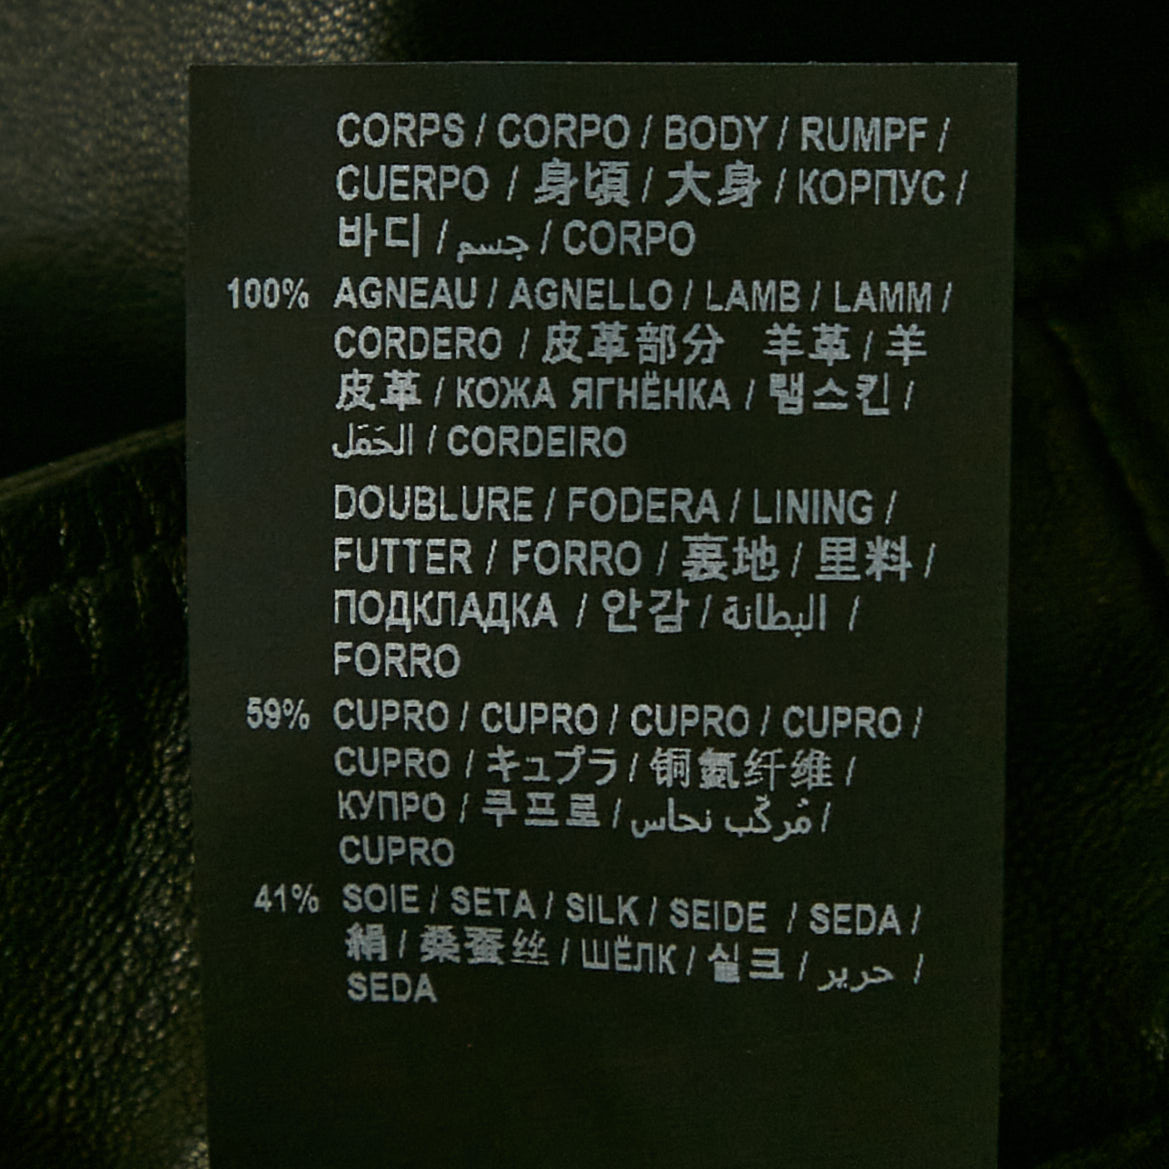 CORPS / CORPO / BODY / RUMPF /
CUERPO / 身頃 / 大身 / КОРПУС /
바디 / جسم / CORPO
100% AGNEAU / AGNELLO / LAMB / LAMM /
CORDERO / 皮革部分 羊革 / 羊
皮革 / КОЖА ЯГНЁНКА / 램스킨 /
الحَمَل / CORDEIRO
DOUBLURE / FODERA / LINING /
FUTTER / FORRO / 裏地 / 里料 /
ПОДКЛАДКА / 안감 / البطانة /
FORRO
59% CUPRO / CUPRO / CUPRO / CUPRO /
CUPRO / キュプラ / 铜氨纤维 /
КУПРО / 쿠프로 / مُركّب نحاس /
CUPRO
41% SOIE / SETA / SILK / SEIDE / SEDA /
絹 / 桑蚕丝 / ШЁЛК / 실크 / حرير /
SEDA